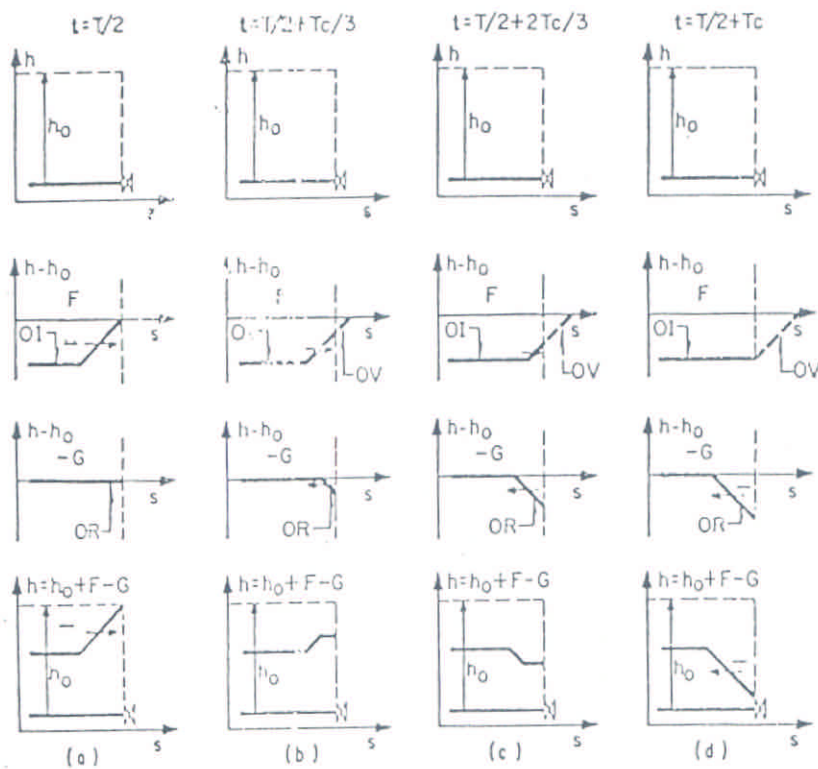 t=T/2 t=T/2+Tc/3 t=T/2+2Tc/3 t=T/2+Tc
h h h h
h₀ h₀ h₀ h₀
s s s
h-h₀ h-h₀ h-h₀ h-h₀
F F F
OI s s OI s OI s
OV OV OV
h-h₀ h-h₀ h-h₀ h-h₀
-G -G -G -G
s s s s
OR OR OR OR
h=h₀+F-G h=h₀+F-G h=h₀+F-G h=h₀+F-G
h₀ h₀ h₀ h₀
s s s s
(a) (b) (c) (d)